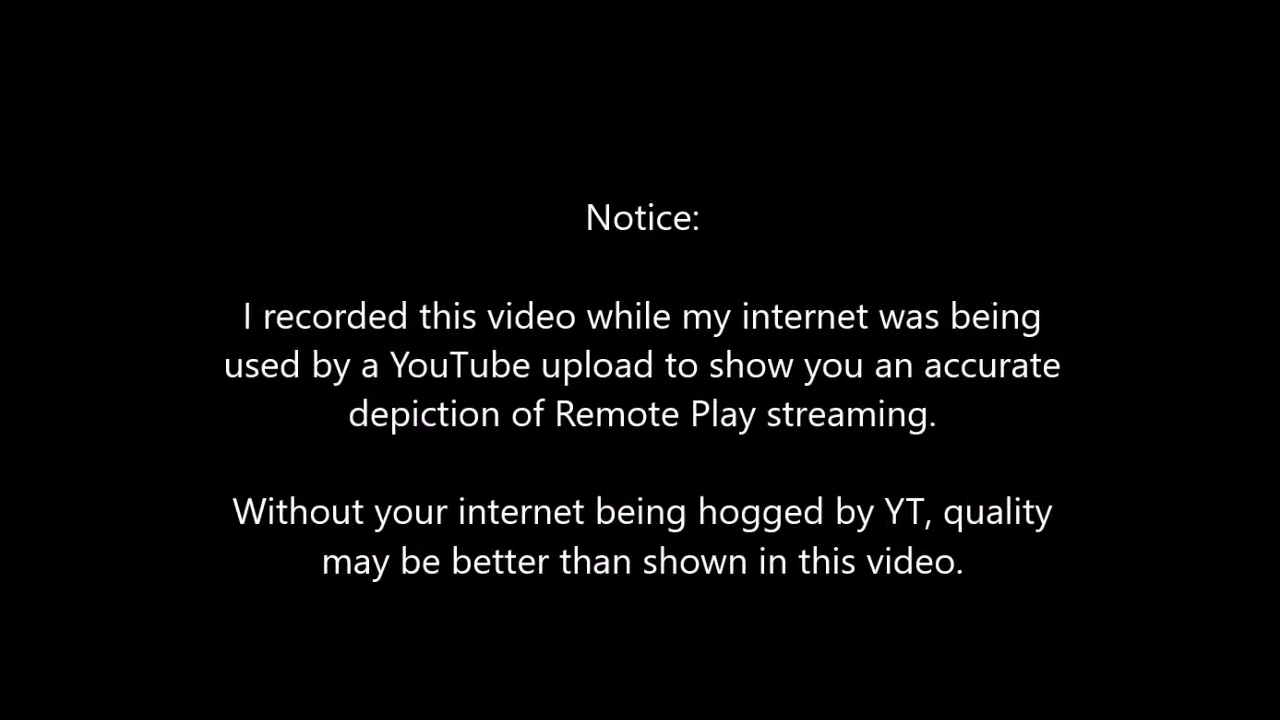 Notice:
I recorded this video while my internet was being
used by a YouTube upload to show you an accurate
depiction of Remote Play streaming.
Without your internet being hogged by YT, quality
may be better than shown in this video.